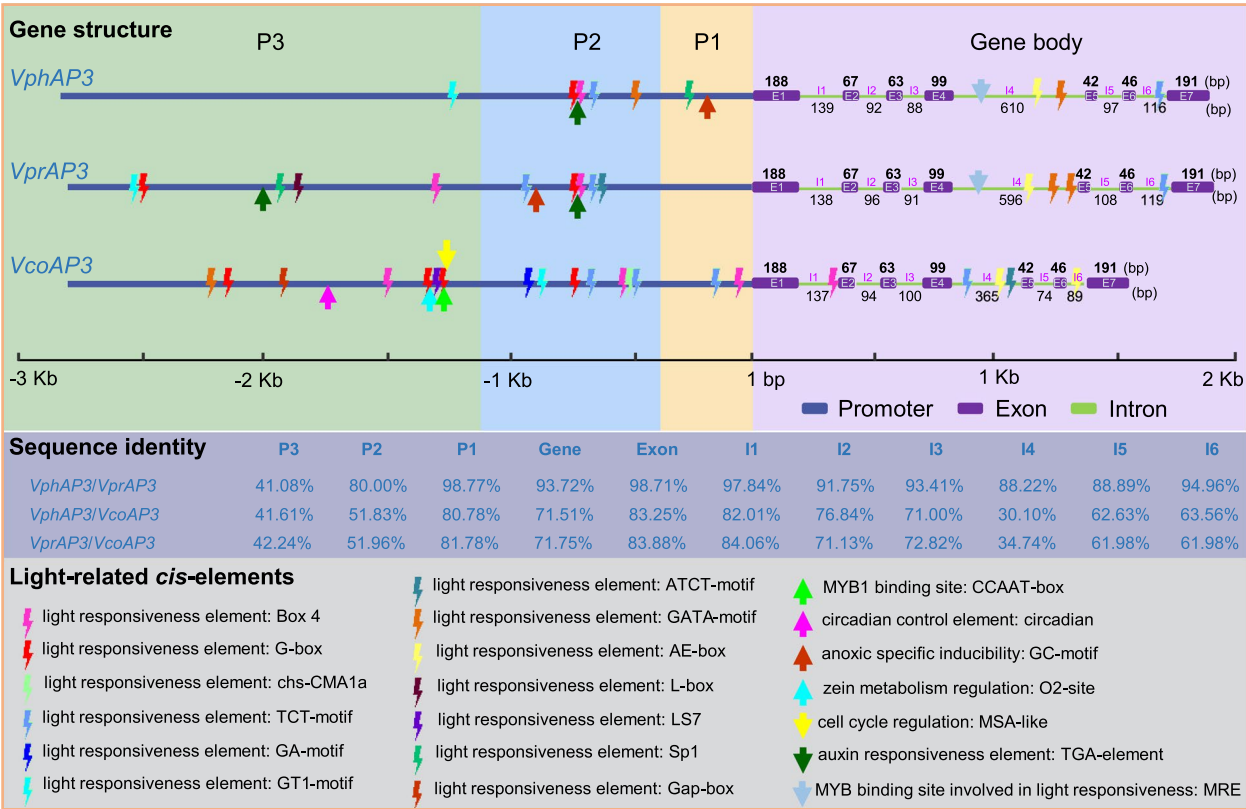 Gene structure
P3 P2 P1 Gene body
VphAP3
188 67 63 99 42 46 191 (bp)
E1 I1 E2 I2 E3 I3 E4 I4 E5 I5 E6 I6 E7
139 92 88 610 97 116 (bp)
VprAP3
188 67 63 99 42 46 191 (bp)
E1 I1 E2 I2 E3 I3 E4 I4 E5 I5 E6 I6 E7
138 96 91 596 108 119 (bp)
VcoAP3
188 67 63 99 42 46 191 (bp)
E1 I1 E2 I2 E3 I3 E4 I4 E5 I5 E6 I6 E7
137 94 100 365 74 89 (bp)
-3 Kb -2 Kb -1 Kb 1 bp 1 Kb 2 Kb
Promoter Exon Intron
Sequence identity P3 P2 P1 Gene Exon I1 I2 I3 I4 I5 I6
VphAP3/VprAP3 41.08% 80.00% 98.77% 93.72% 98.71% 97.84% 91.75% 93.41% 88.22% 88.89% 94.96%
VphAP3/VcoAP3 41.61% 51.83% 80.78% 71.51% 83.25% 82.01% 76.84% 71.00% 30.10% 62.63% 63.56%
VprAP3/VcoAP3 42.24% 51.96% 81.78% 71.75% 83.88% 84.06% 71.13% 72.82% 34.74% 61.98% 61.98%
Light-related cis-elements
light responsiveness element: Box 4
light responsiveness element: G-box
light responsiveness element: chs-CMA1a
light responsiveness element: TCT-motif
light responsiveness element: GA-motif
light responsiveness element: GT1-motif
light responsiveness element: ATCT-motif
light responsiveness element: GATA-motif
light responsiveness element: AE-box
light responsiveness element: L-box
light responsiveness element: LS7
light responsiveness element: Sp1
light responsiveness element: Gap-box
MYB1 binding site: CCAAT-box
circadian control element: circadian
anoxic specific inducibility: GC-motif
zein metabolism regulation: O2-site
cell cycle regulation: MSA-like
auxin responsiveness element: TGA-element
MYB binding site involved in light responsiveness: MRE